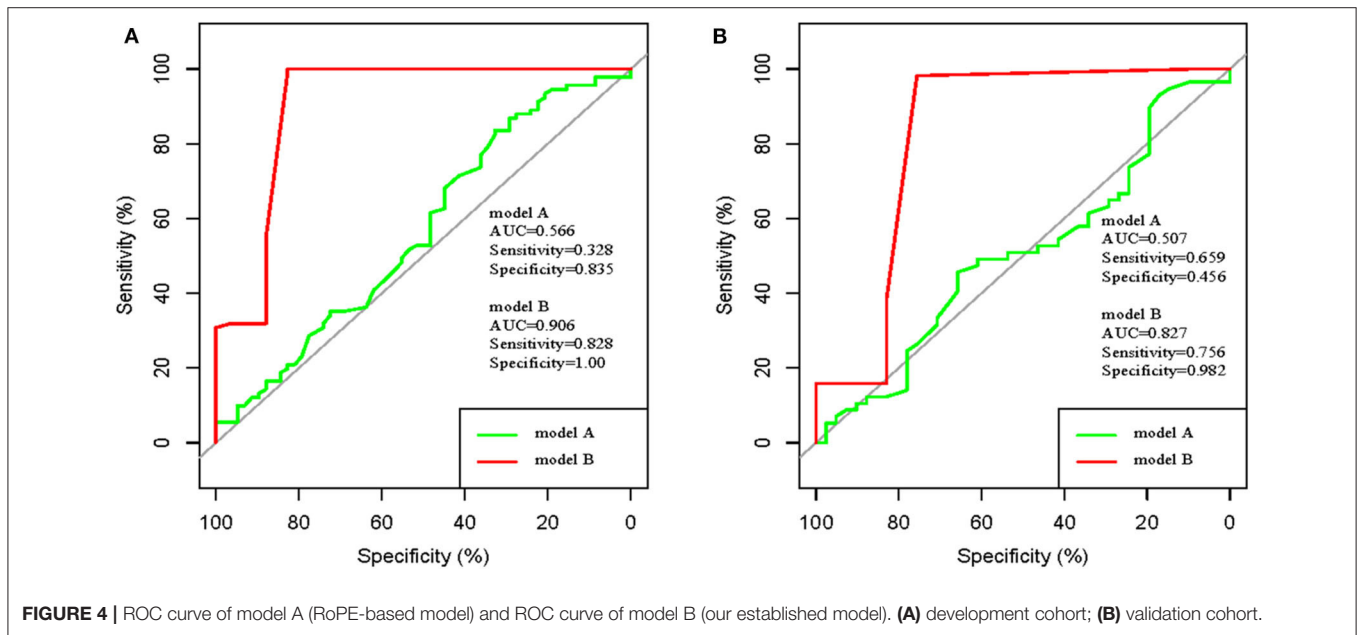 A
100
80
60
40
20
0
Sensitivity (%)
model A
AUC=0.566
Sensitivity=0.328
Specificity=0.835
model B
AUC=0.906
Sensitivity=0.828
Specificity=1.00
model A
model B
100
80
60
40
20
0
Specificity (%)
B
100
80
60
40
20
0
Sensitivity (%)
model A
AUC=0.507
Sensitivity=0.659
Specificity=0.456
model B
AUC=0.827
Sensitivity=0.756
Specificity=0.982
model A
model B
100
80
60
40
20
0
Specificity (%)
FIGURE 4 | ROC curve of model A (RoPE-based model) and ROC curve of model B (our established model). (A) development cohort; (B) validation cohort.